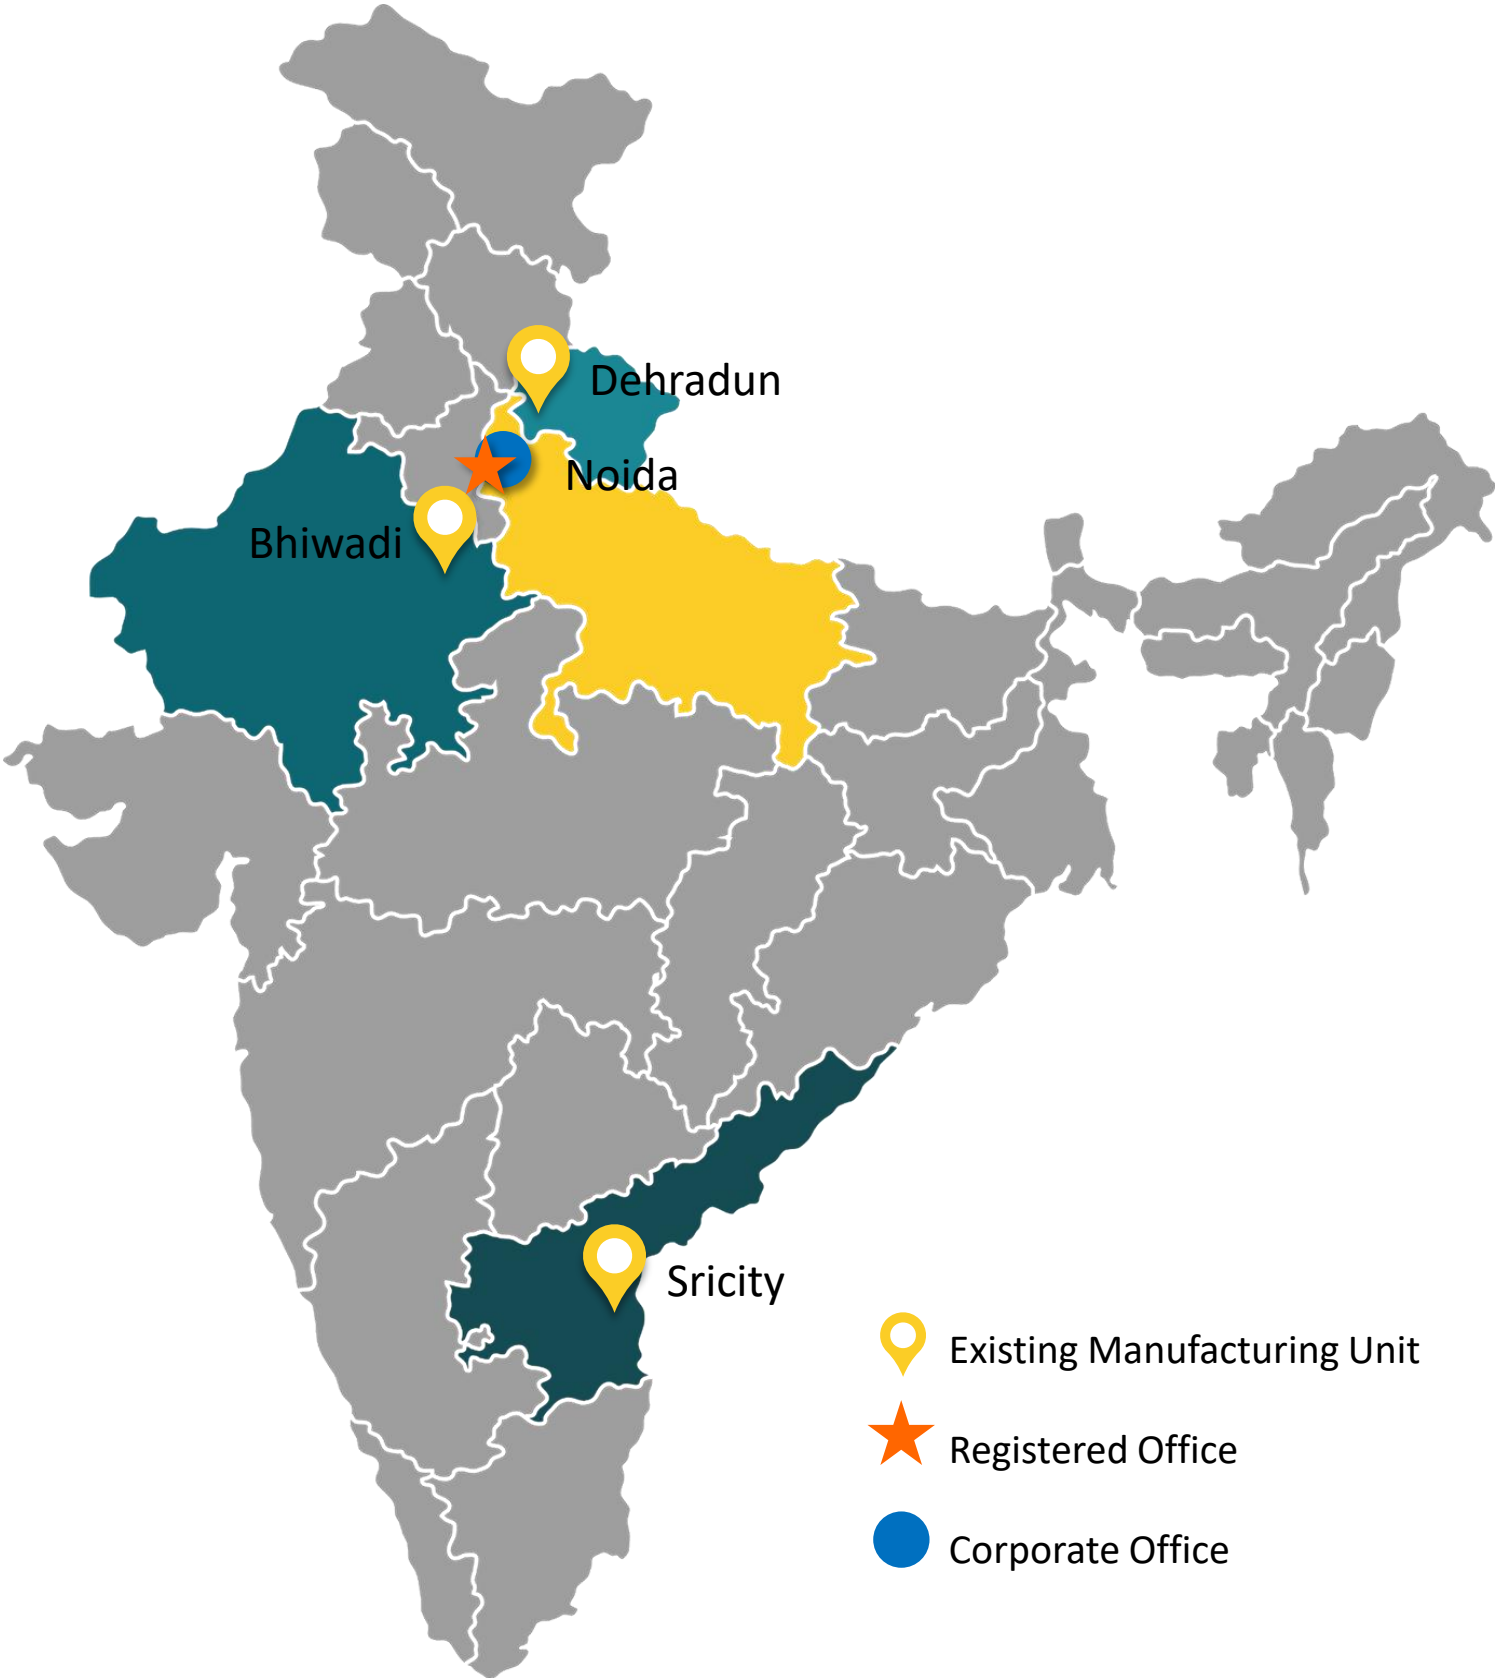 Dehradun
Noida
Bhiwadi
Sricity
Existing Manufacturing Unit
Registered Office
Corporate Office